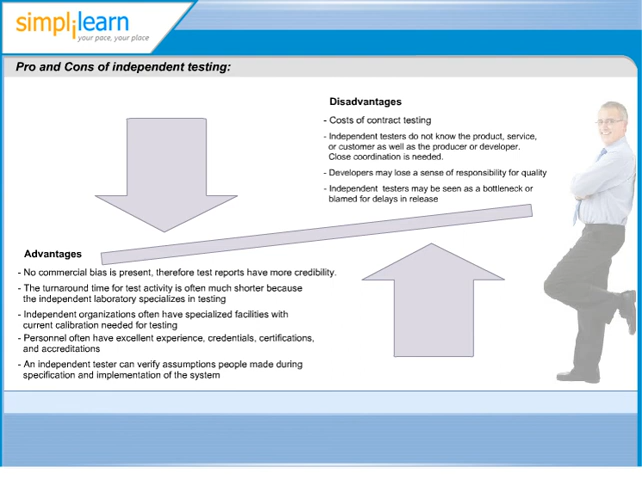 simplilearn
your pace, your place
Pro and Cons of independent testing:
Disadvantages
- Costs of contract testing
- Independent testers do not know the product, service,
or customer as well as the producer or developer.
Close coordination is needed.
- Developers may lose a sense of responsibility for quality
- Independent testers may be seen as a bottleneck or
blamed for delays in release
Advantages
- No commercial bias is present, therefore test reports have more credibility.
- The turnaround time for test activity is often much shorter because
the independent laboratory specializes in testing
- Independent organizations often have specialized facilities with
current calibration needed for testing
- Personnel often have excellent experience, credentials, certifications,
and accreditations
- An independent tester can verify assumptions people made during
specification and implementation of the system